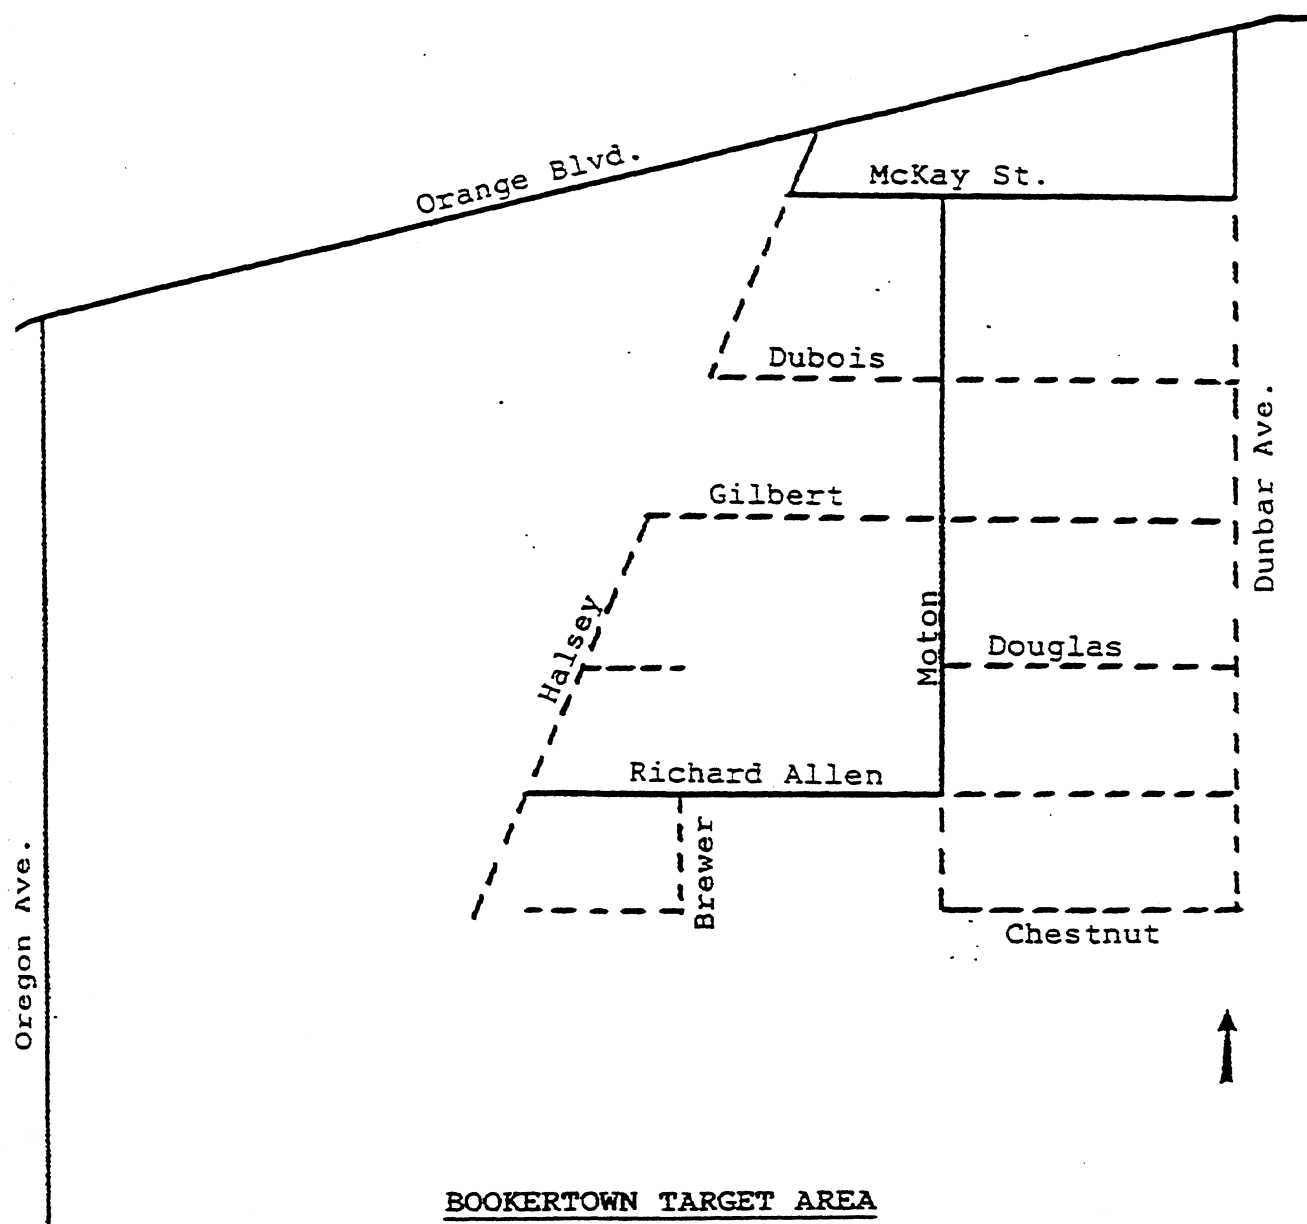 Orange Blvd.
McKay St.
Dubois
Dunbar Ave.
Gilbert
Halsey
Moton
Douglas
Richard Allen
Brewer
Oregon Ave.
Chestnut
BOOKERTOWN TARGET AREA